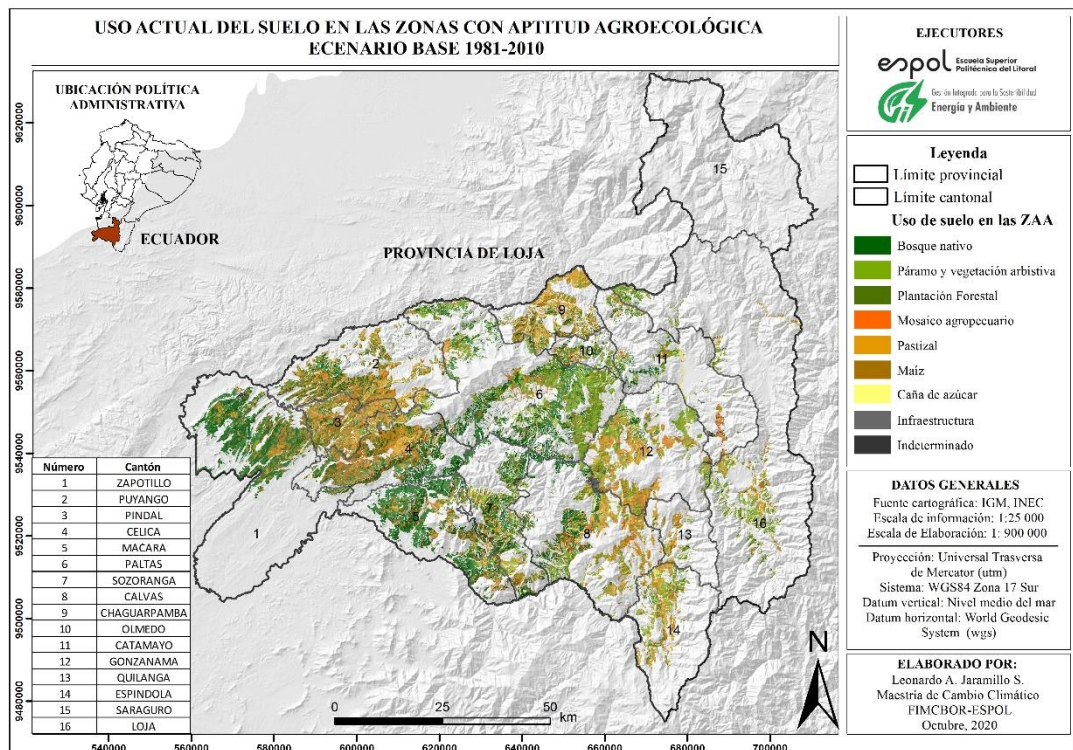 USO ACTUAL DEL SUELO EN LAS ZONAS CON APTITUD AGROECOLÓGICA
ECENARIO BASE 1981-2010
UBICACIÓN POLÍTICA
ADMINISTRATIVA
ECUADOR
PROVINCIA DE LOJA
9620000
9600000
9580000
9560000
9540000
9520000
9500000
9480000
15
9
2
10
11
6
3
4
12
5
7
8
1
13
16
14
Número Cantón
1 ZAPOTILLO
2 PUYANGO
3 PINDAL
4 CELICA
5 MACARA
6 PALTAS
7 SOZORANGA
8 CALVAS
9 CHAGUARPAMBA
10 OLMEDO
11 CATAMAYO
12 GONZANAMA
13 QUILANGA
14 ESPINDOLA
15 SARAGURO
16 LOJA
0 25 50
km
N
540000 560000 580000 600000 620000 640000 660000 680000 700000
EJECUTORES
espol Escuela Superior
Politécnica del Litoral
Gestión Integrada para la Sostenibilidad
Energía y Ambiente
Leyenda
Límite provincial
Límite cantonal
Uso de suelo en las ZAA
Bosque nativo
Páramo y vegetación arbistiva
Plantación Forestal
Mosaico agropecuario
Pastizal
Maíz
Caña de azúcar
Infraestructura
Indeterminado
DATOS GENERALES
Fuente cartográfica: IGM, INEC
Escala de información: 1:25 000
Escala de Elaboración: 1: 900 000
Proyección: Universal Trasversa
de Mercator (utm)
Sistema: WGS84 Zona 17 Sur
Datum vertical: Nivel medio del mar
Datum horizontal: World Geodesic
System (wgs)
ELABORADO POR:
Leonardo A. Jaramillo S.
Maestría de Cambio Climático
FIMCBOR-ESPOL
Octubre, 2020